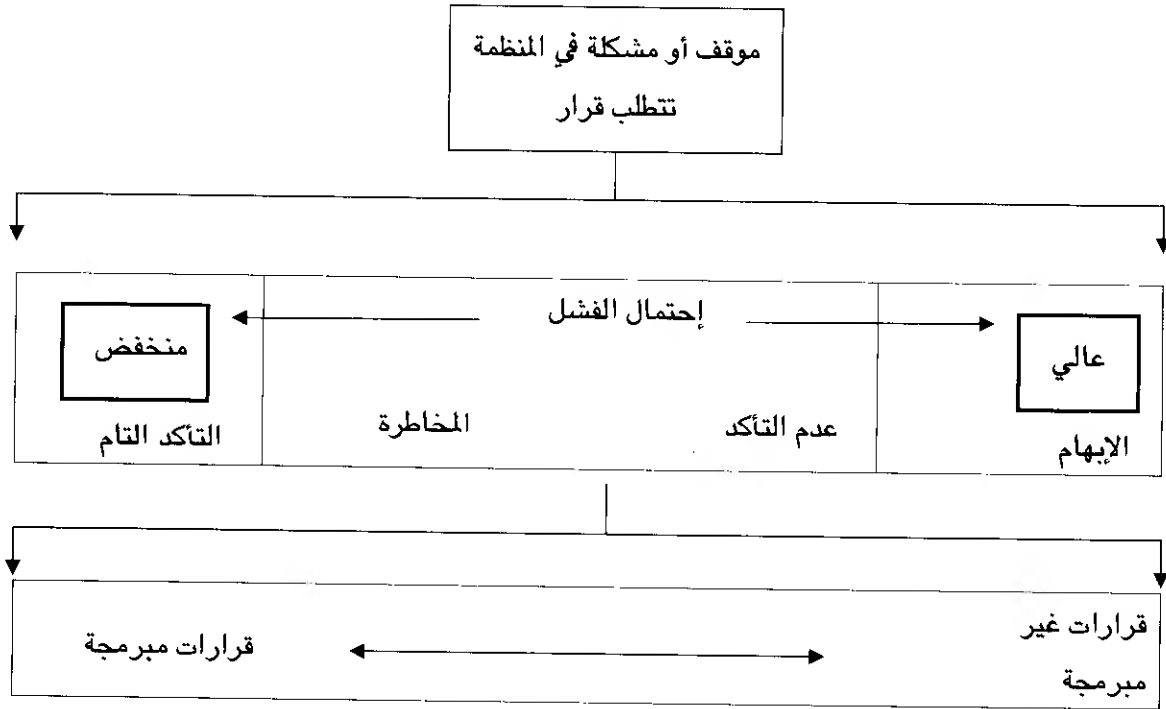 موقف أو مشكلة في المنظمة
تتطلب قرار
إحتمال الفشل
عالي
منخفض
الإبهام
عدم التأكد
المخاطرة
التأكد التام
قرارات غير
مبرمجة
قرارات مبرمجة